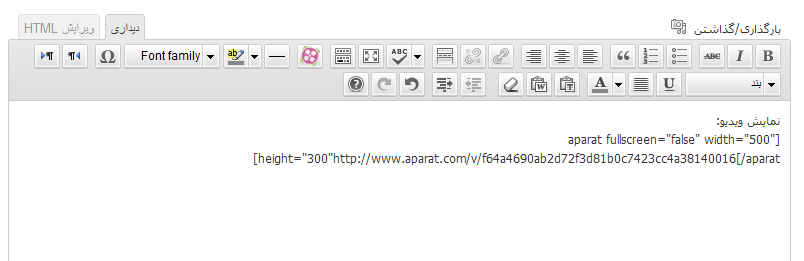 بارگذاری/گذاشتن
دیداری
ویرایش HTML
B I ABC
ABC
Font family
Ω
بند
U
A
نمایش ویدیو:
aparat fullscreen="false" width="500"]
[height="300"http://www.aparat.com/v/f64a4690ab2d72f3d81b0c7423cc4a38140016[/aparat